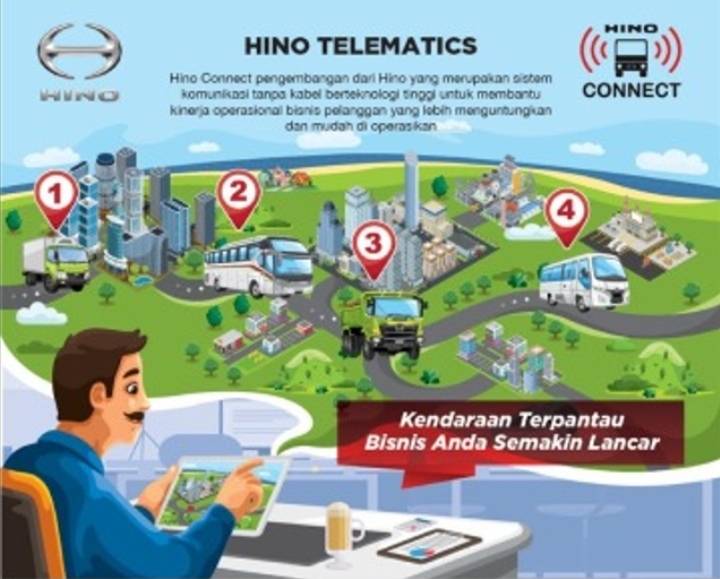 HINO
HINO TELEMATICS
Hino Connect pengembangan dari Hino yang merupakan sistem
komunikasi tanpa kabel berteknologi tinggi untuk membantu
kinerja operasional bisnis pelanggan yang lebih menguntungkan
dan mudah di operasikan
HINO
CONNECT
1
2
3
4
Kendaraan Terpantau
Bisnis Anda Semakin Lancar